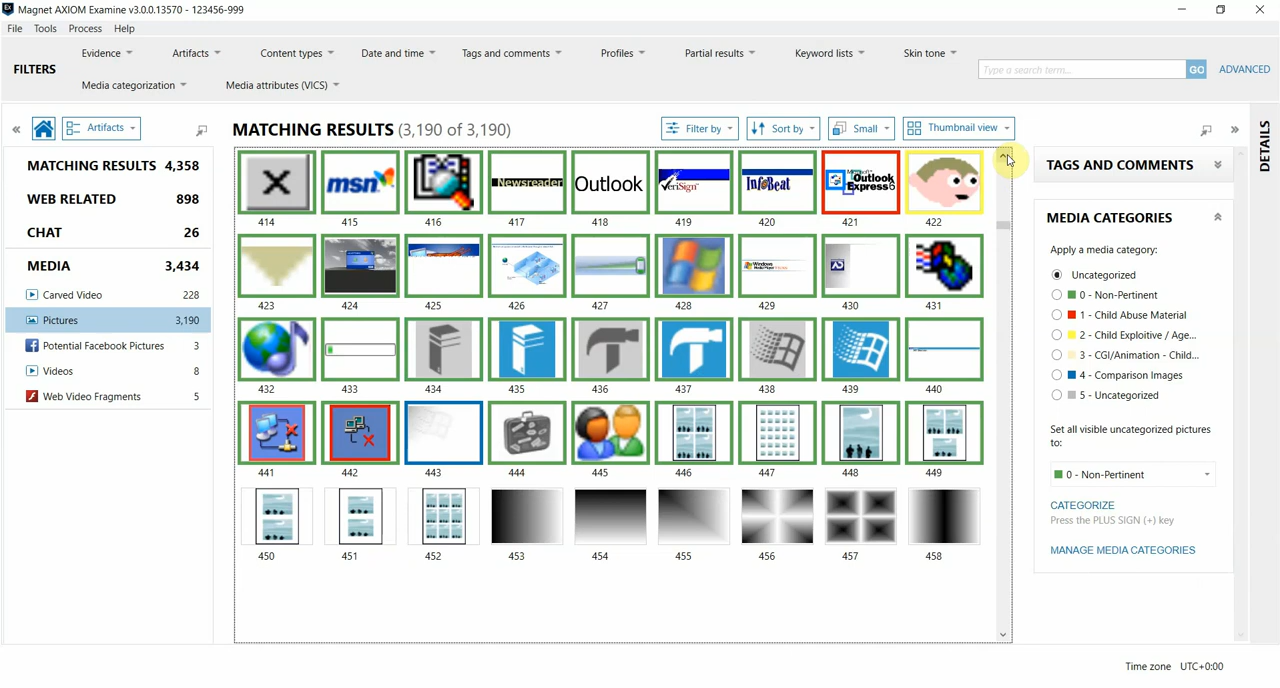 Magnet AXIOM Examine v3.0.0.13570 - 123456-999
File Tools Process Help
FILTERS
Evidence Artifacts Content types Date and time Tags and comments Profiles Partial results Keyword lists Skin tone
Media categorization Media attributes (VICS)
Type a search term...
GO
ADVANCED
Artifacts
MATCHING RESULTS (3,190 of 3,190)
Filter by
Sort by
Small
Thumbnail view
DETAILS
MATCHING RESULTS 4,358
WEB RELATED 898
CHAT 26
MEDIA 3,434
Carved Video 228
Pictures 3,190
Potential Facebook Pictures 3
Videos 8
Web Video Fragments 5
msn
Newsreader
Outlook
VeriSign
InfoBeat
Microsoft
Outlook
Express6
414 415 416 417 418 419 420 421 422
423 424 425 426 427 428 429 430 431
432 433 434 435 436 437 438 439 440
441 442 443 444 445 446 447 448 449
450 451 452 453 454 455 456 457 458
TAGS AND COMMENTS
MEDIA CATEGORIES
Apply a media category:
Uncategorized
0 - Non-Pertinent
1 - Child Abuse Material
2 - Child Exploitive / Age...
3 - CGI/Animation - Child...
4 - Comparison Images
5 - Uncategorized
Set all visible uncategorized pictures
to:
0 - Non-Pertinent
CATEGORIZE
Press the PLUS SIGN (+) key
MANAGE MEDIA CATEGORIES
Time zone UTC+0:00